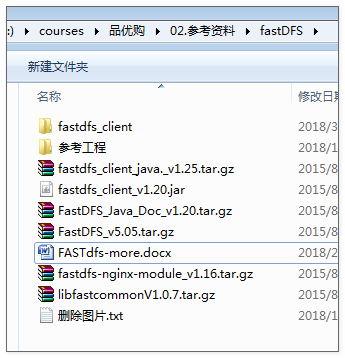 :) ▸ courses ▸ 品优购 ▸ 02.参考资料 ▸ fastDFS ▸
新建文件夹
名称 修改日期
fastdfs_client 2018/3
参考工程 2018/1
fastdfs_client_java._v1.25.tar.gz 2015/8
fastdfs_client_v1.20.jar 2015/8
FastDFS_Java_Doc_v1.20.tar.gz 2015/8
FastDFS_v5.05.tar.gz 2015/8
FASTdfs-more.docx 2018/2
fastdfs-nginx-module_v1.16.tar.gz 2015/8
libfastcommonV1.0.7.tar.gz 2015/8
删除图片.txt 2018/1